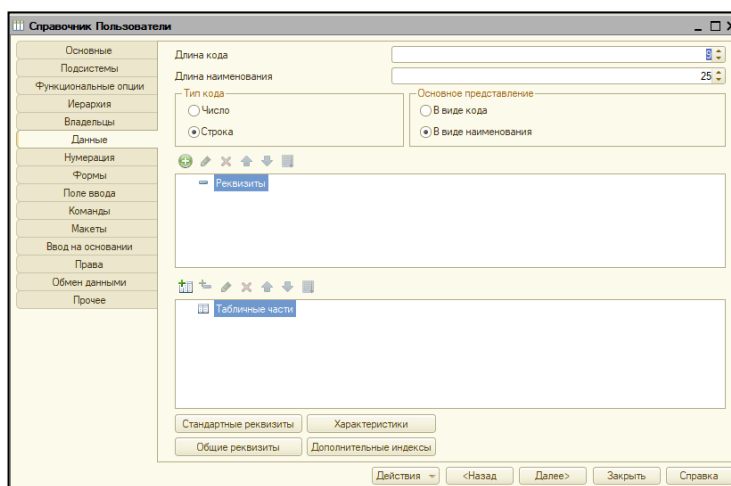 Справочник Пользователи
Основные
Подсистемы
Функциональные опции
Иерархия
Владельцы
Данные
Нумерация
Формы
Поле ввода
Команды
Макеты
Ввод на основании
Права
Обмен данными
Прочее
Длина кода 9
Длина наименования 25
Тип кода
Число
Строка
Основное представление
В виде кода
В виде наименования
Реквизиты
Табличные части
Стандартные реквизиты Характеристики
Общие реквизиты Дополнительные индексы
Действия <Назад Далее> Закрыть Справка